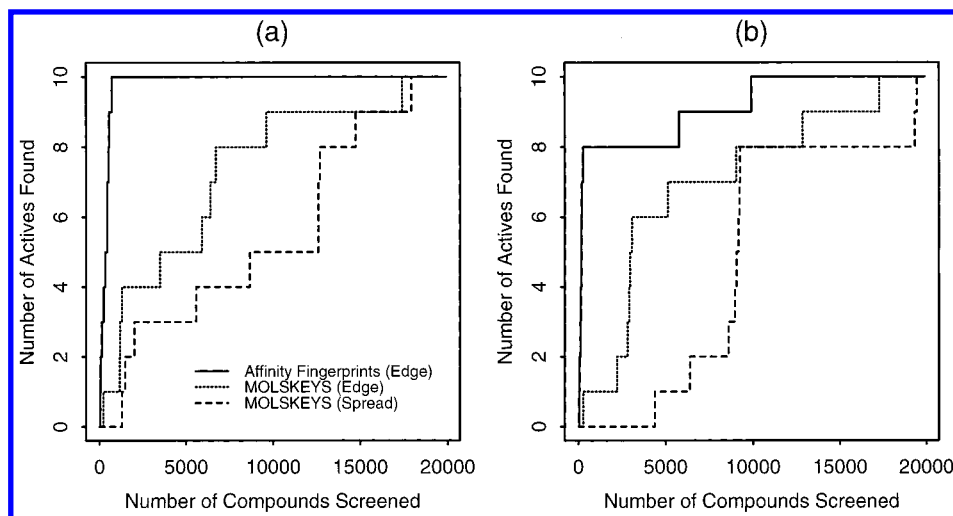 (a)
Number of Actives Found
10
8
6
4
2
0
Affinity Fingerprints (Edge)
MOLSKEYS (Edge)
MOLSKEYS (Spread)
0 5000 10000 15000 20000
Number of Compounds Screened
(b)
Number of Actives Found
10
8
6
4
2
0
0 5000 10000 15000 20000
Number of Compounds Screened